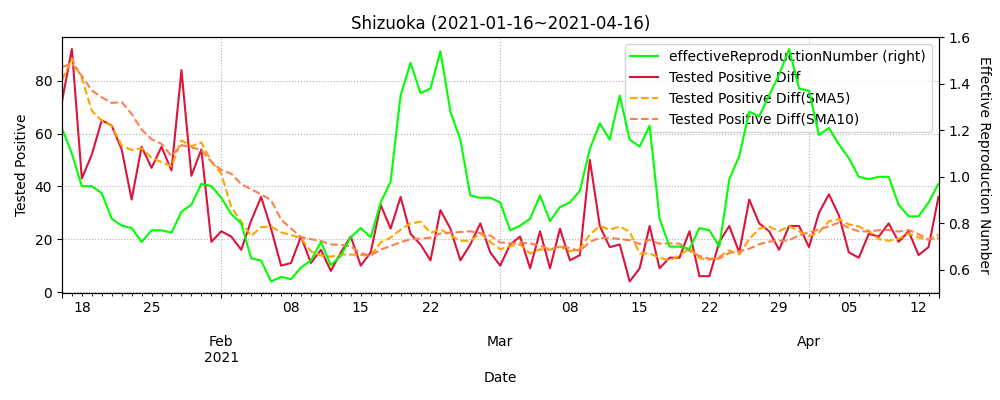 Shizuoka (2021-01-16~2021-04-16)
effectiveReproductionNumber (right)
Tested Positive Diff
Tested Positive Diff(SMA5)
Tested Positive Diff(SMA10)
Tested Positive
80
60
40
20
0
1.6
1.4
1.2
1.0
0.8
0.6
Effective Reproduction Number
18 25 08 15 22 08 15 22 29 05 12
Feb Mar Apr
2021
Date